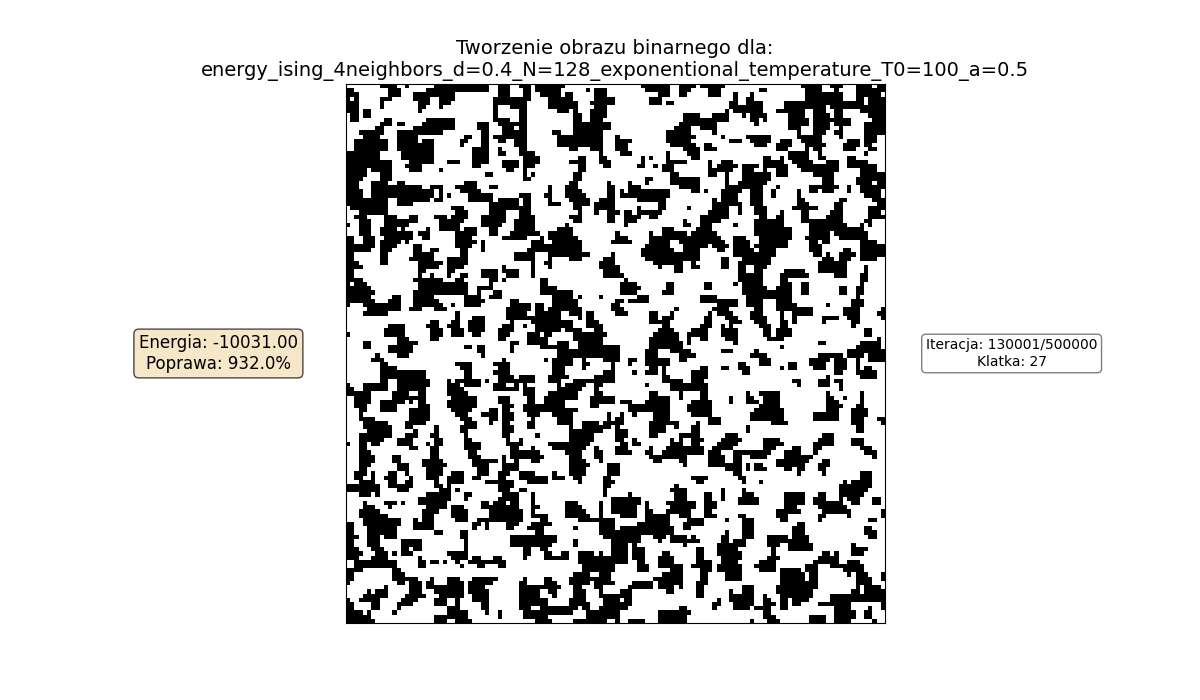 Tworzenie obrazu binarnego dla:
energy_ising_4neighbors_d=0.4_N=128_exponentional_temperature_T0=100_a=0.5
Energia: -10031.00
Poprawa: 932.0%
Iteracja: 130001/500000
Klatka: 27